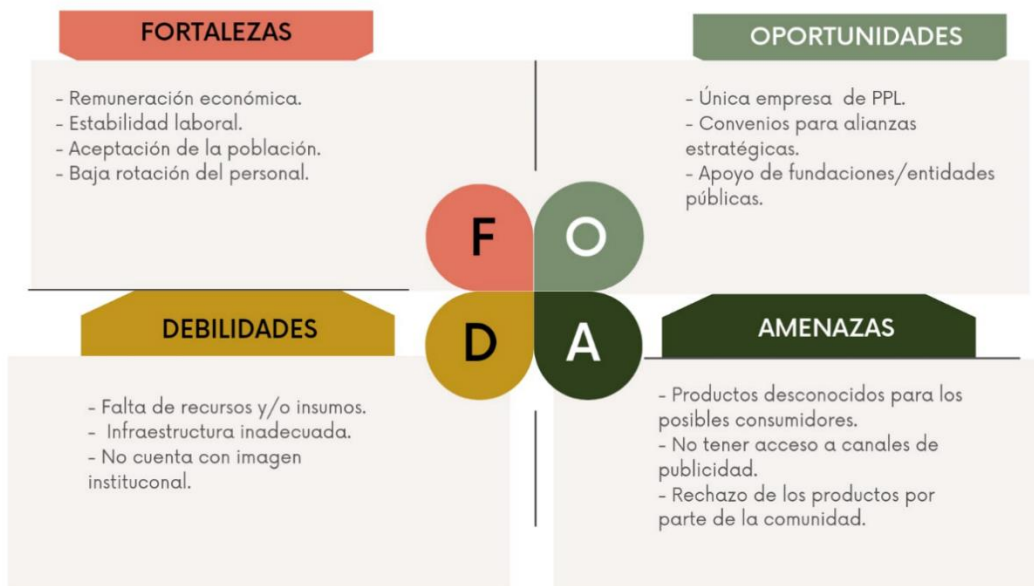 FORTALEZAS
- Remuneración económica.
- Estabilidad laboral.
- Aceptación de la población.
- Baja rotación del personal.
OPORTUNIDADES
- Única empresa de PPL.
- Convenios para alianzas
estratégicas.
- Apoyo de fundaciones/entidades
públicas.
F
O
D
A
DEBILIDADES
- Falta de recursos y/o insumos.
- Infraestructura inadecuada.
- No cuenta con imagen
instituconal.
AMENAZAS
- Productos desconocidos para los
posibles consumidores.
- No tener acceso a canales de
publicidad.
- Rechazo de los productos por
parte de la comunidad.